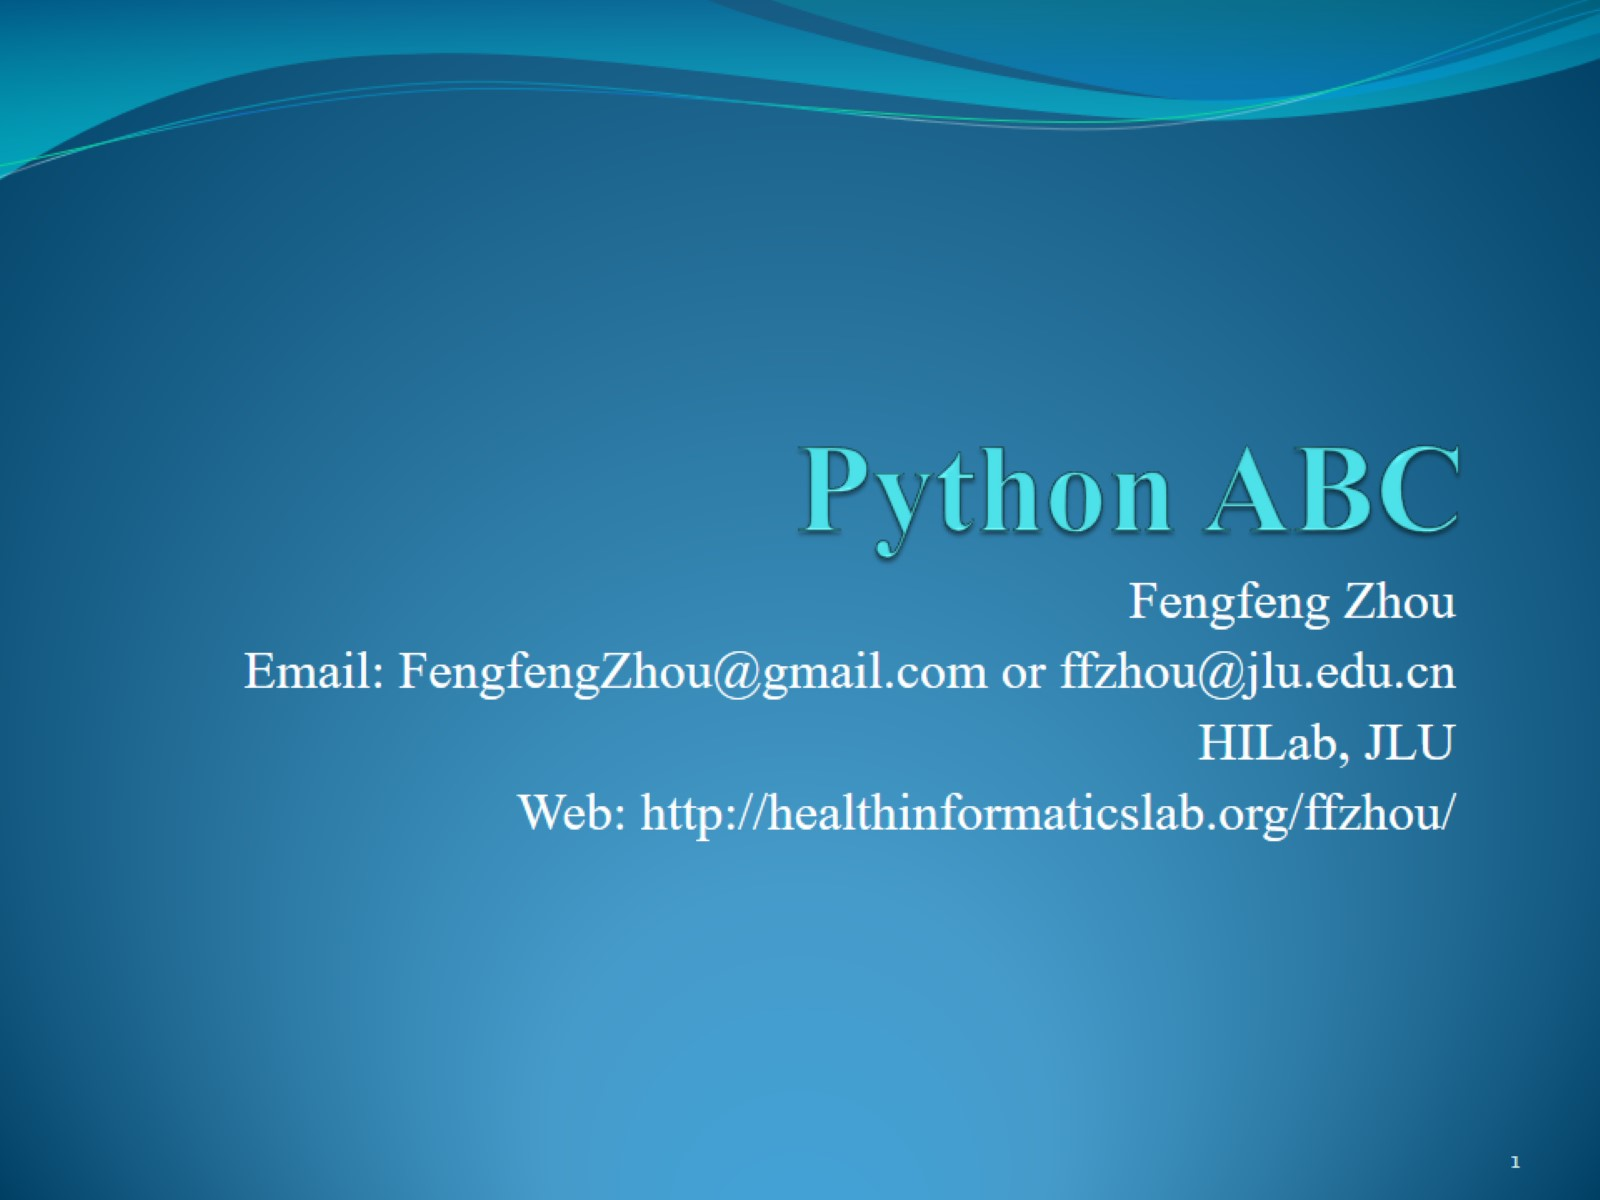 Python ABC
Fengfeng Zhou
Email: FengfengZhou@gmail.com or ffzhou@jlu.edu.cn
HILab, JLU
Web: http://healthinformaticslab.org/ffzhou/
1